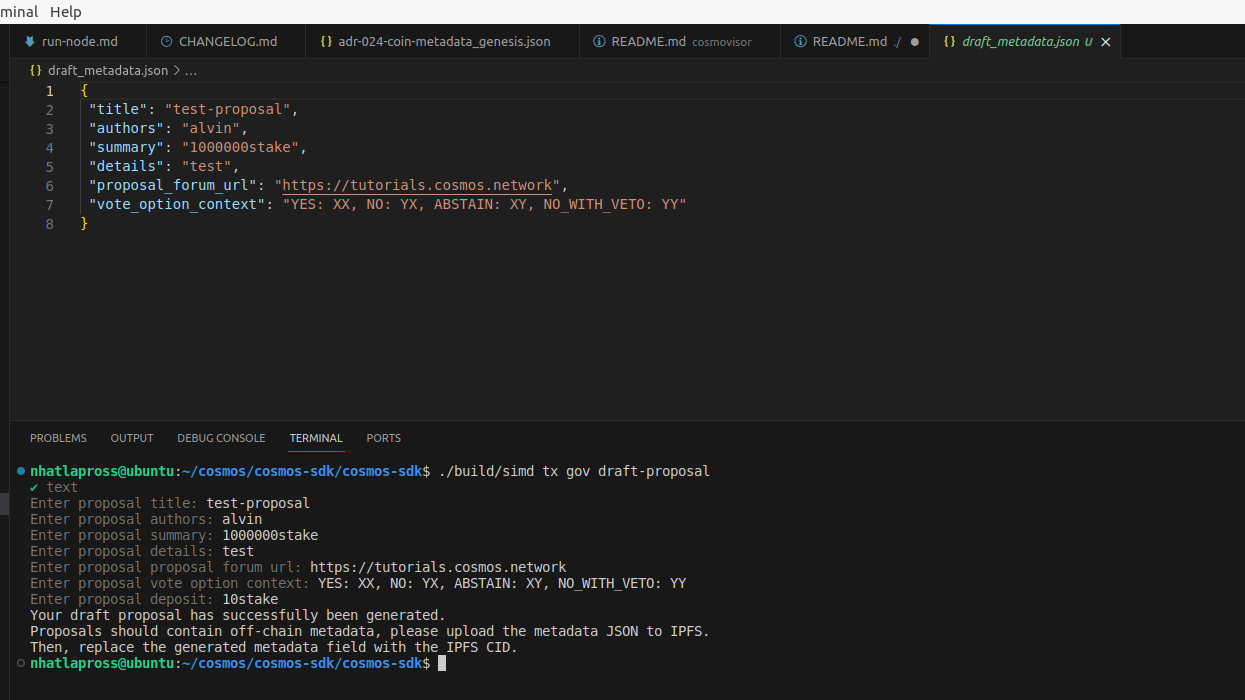 minal Help
run-node.md CHANGELOG.md {} adr-024-coin-metadata_genesis.json README.md cosmovisor README.md ./ ● {} draft_metadata.json U ×
{} draft_metadata.json > ...
1 {
2 "title": "test-proposal",
3 "authors": "alvin",
4 "summary": "1000000stake",
5 "details": "test",
6 "proposal_forum_url": "https://tutorials.cosmos.network",
7 "vote_option_context": "YES: XX, NO: YX, ABSTAIN: XY, NO_WITH_VETO: YY"
8 }
PROBLEMS OUTPUT DEBUG CONSOLE TERMINAL PORTS
nhatlapross@ubuntu:~/cosmos/cosmos-sdk/cosmos-sdk$ ./build/simd tx gov draft-proposal
✔ text
Enter proposal title: test-proposal
Enter proposal authors: alvin
Enter proposal summary: 1000000stake
Enter proposal details: test
Enter proposal proposal forum url: https://tutorials.cosmos.network
Enter proposal vote option context: YES: XX, NO: YX, ABSTAIN: XY, NO_WITH_VETO: YY
Enter proposal deposit: 10stake
Your draft proposal has successfully been generated.
Proposals should contain off-chain metadata, please upload the metadata JSON to IPFS.
Then, replace the generated metadata field with the IPFS CID.
nhatlapross@ubuntu:~/cosmos/cosmos-sdk/cosmos-sdk$